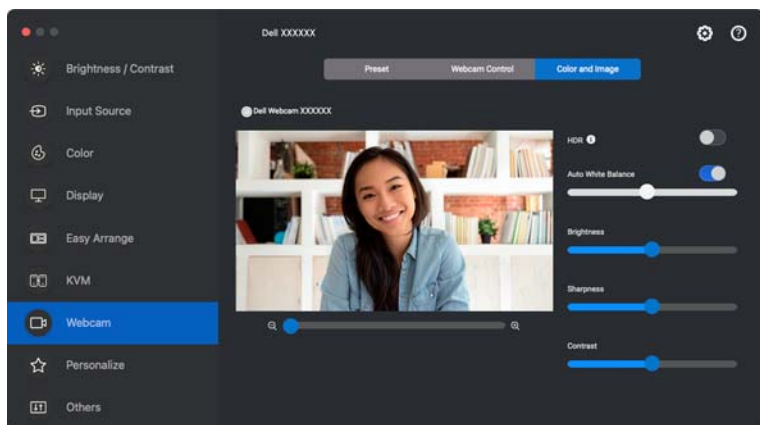 Dell XXXXXX
Brightness / Contrast
Input Source
Color
Display
Easy Arrange
KVM
Webcam
Personalize
Others
Preset
Webcam Control
Color and Image
Dell Webcam XXXXXX
HDR
Auto White Balance
Brightness
Sharpness
Contrast